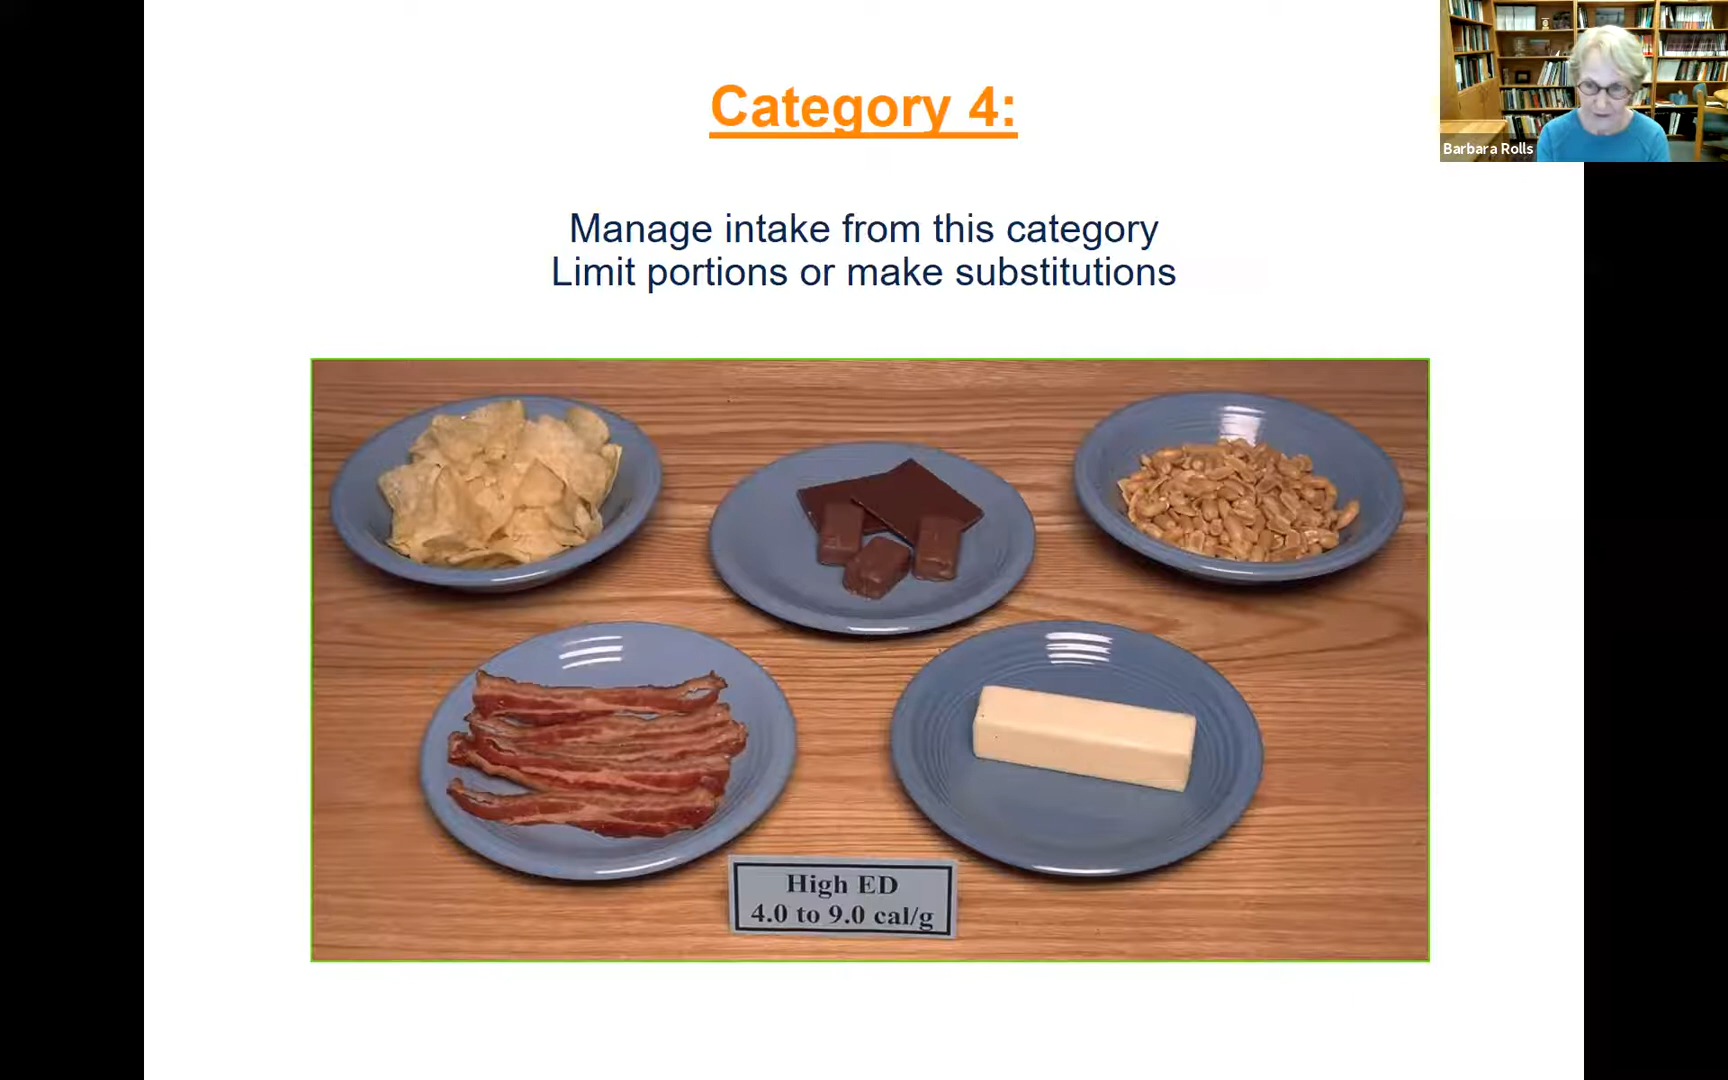 Category 4:
Barbara Rolls
Manage intake from this category
Limit portions or make substitutions
High ED
4.0 to 9.0 cal/g